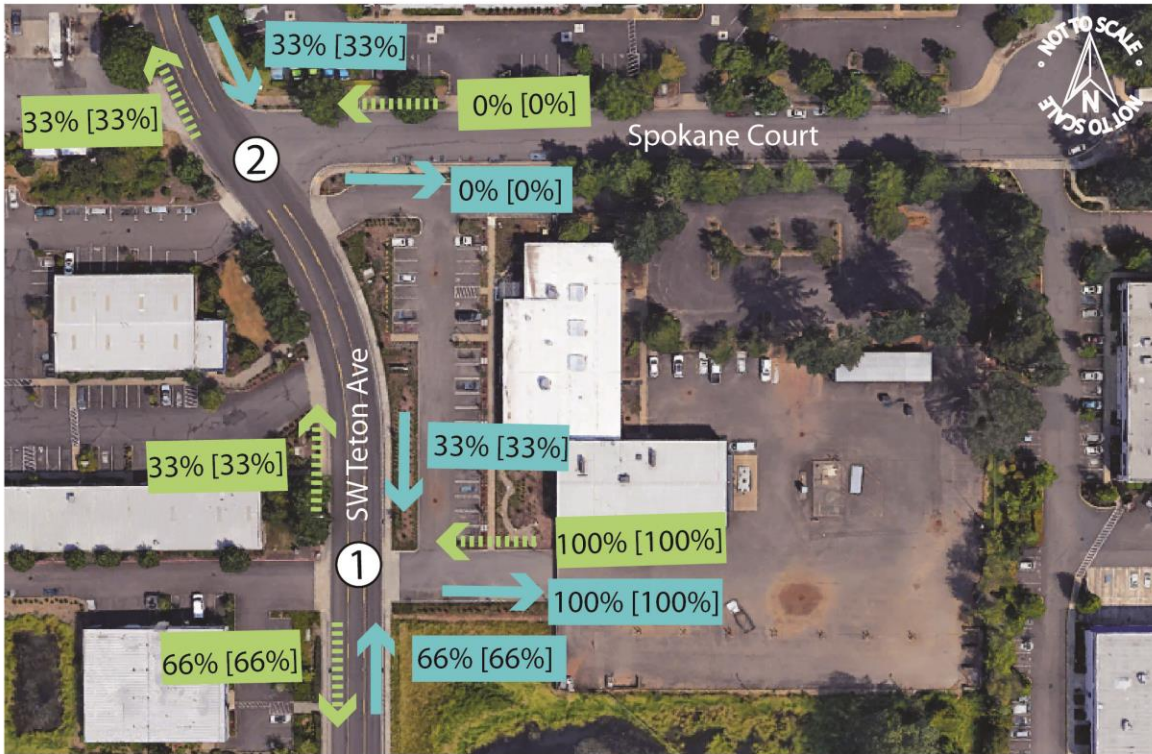 33% [33%]
33% [33%]
0% [0%]
NOT TO SCALE
N
NOT TO SCALE
Spokane Court
2
0% [0%]
SW Teton Ave
33% [33%]
33% [33%]
1
100% [100%]
100% [100%]
66% [66%]
66% [66%]